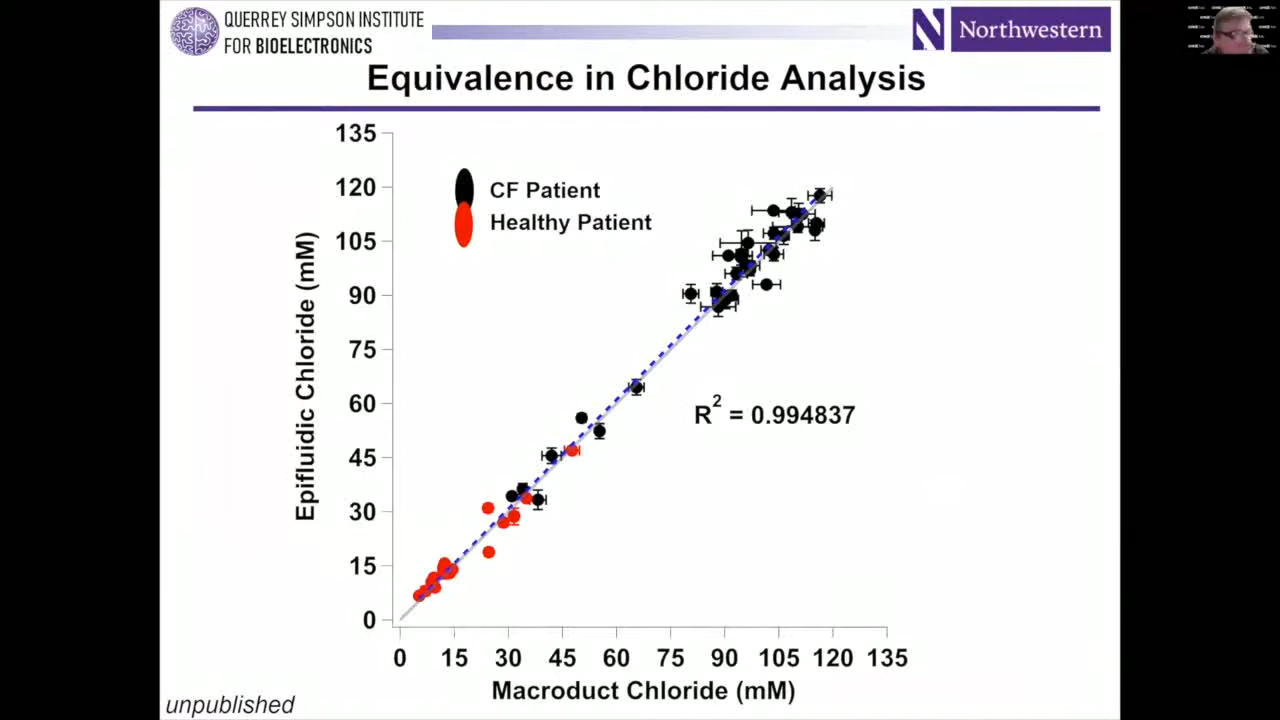 QUERREY SIMPSON INSTITUTE
FOR BIOELECTRONICS
N Northwestern
Equivalence in Chloride Analysis
135
120
105
90
75
60
45
30
15
0
Epifluidic Chloride (mM)
CF Patient
Healthy Patient
R² = 0.994837
0 15 30 45 60 75 90 105 120 135
Macroduct Chloride (mM)
unpublished